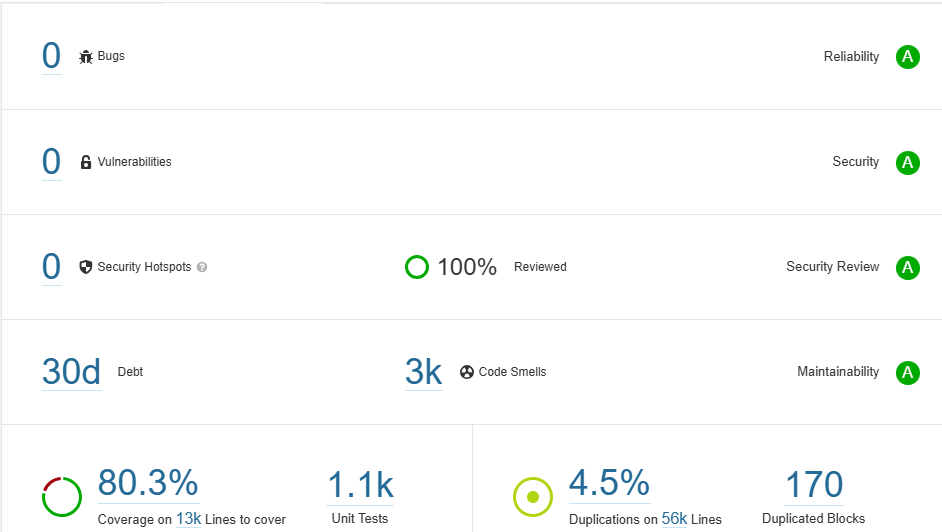 0 Bugs Reliability A
0 Vulnerabilities Security A
0 Security Hotspots ? 100% Reviewed Security Review A
30d Debt 3k Code Smells Maintainability A
80.3% 1.1k 4.5% 170
Coverage on 13k Lines to cover Unit Tests Duplications on 56k Lines Duplicated Blocks